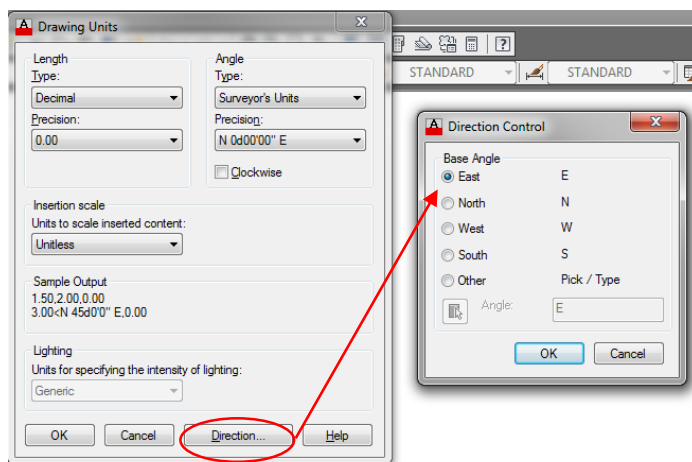 Drawing Units
Length
Type:
Decimal
Precision:
0.00
Angle
Type:
Surveyor's Units
Precision:
N 0d00'00" E
Clockwise
Insertion scale
Units to scale inserted content:
Unitless
Sample Output
1.50,2.00,0.00
3.00<N 45d0'0" E,0.00
Lighting
Units for specifying the intensity of lighting:
Generic
OK Cancel Direction... Help
STANDARD STANDARD
Direction Control
Base Angle
East E
North N
West W
South S
Other Pick / Type
Angle: E
OK Cancel